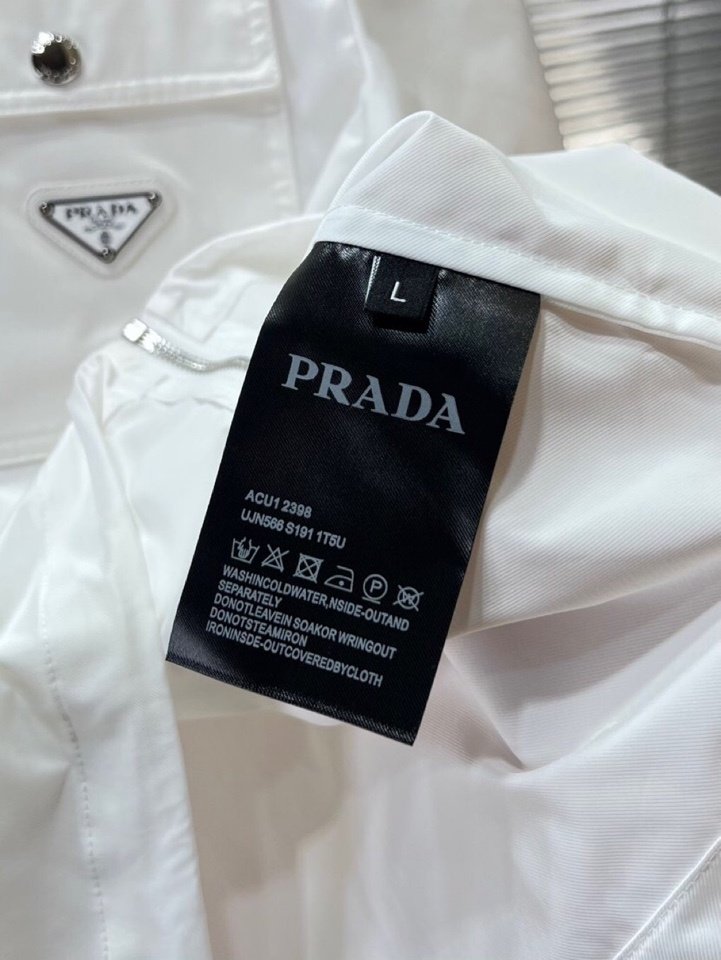 PRADA
L
PRADA
ACU1 2398
UJN566 S191 1T5U
P
W
WASHINCOLDWATER,NSIDE-OUTAND
SEPARATELY
DONOTLEAVEIN SOAKOR WRINGOUT
DONOTSTEAMIRON
IRONINSDE-OUTCOVEREDBYCLOTH